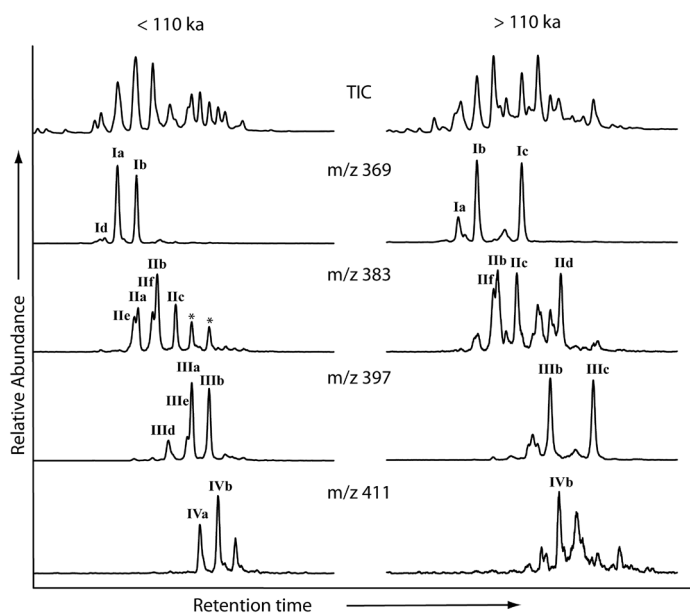 < 110 ka > 110 ka
TIC
Ia Ib m/z 369 Ib Ic
Id Ia
IIb m/z 383 IIb IIc IId
IIf IIf
IIa IIc
IIe * *
IIIa m/z 397 IIIb IIIc
IIIe IIIb
IIId
IVb m/z 411 IVb
IVa
Relative Abundance
Retention time